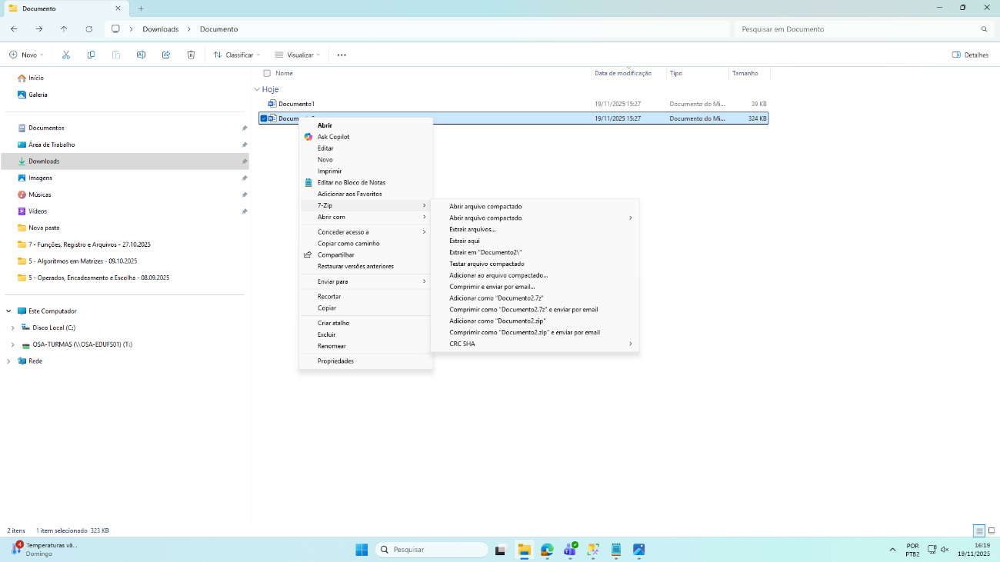 Documento
Downloads
Documento
Pesquisar em Documento
Novo
Classificar
Visualizar
Detalhes
Início
Galeria
Documentos
Área de Trabalho
Downloads
Imagens
Músicas
Vídeos
Nova pasta
7 - Funções, Registro e Arquivos - 27.10.2025
5 - Algoritmos em Matrizes - 09.10.2025
5 - Operados, Encadeamento e Escolha - 08.09.2025
Este Computador
Disco Local (C:)
OSA-TURMAS (\\OSA-EDUFS01) (T:)
Rede
Nome
Data de modificação
Tipo
Tamanho
Hoje
Documento1
19/11/2025 15:27
Documento do Mi...
39 KB
19/11/2025 15:27
Documento do Mi...
324 KB
Abrir
Ask Copilot
Editar
Novo
Imprimir
Editar no Bloco de Notas
Adicionar aos Favoritos
7-Zip
Abrir com
Conceder acesso a
Copiar como caminho
Compartilhar
Restaurar versões anteriores
Enviar para
Recortar
Copiar
Criar atalho
Excluir
Renomear
Propriedades
Abrir arquivo compactado
Abrir arquivo compactado
Extrair arquivos...
Extrair aqui
Extrair em "Documento2\"
Testar arquivo compactado
Adicionar ao arquivo compactado...
Comprimir e enviar por email...
Adicionar como "Documento2.7z"
Comprimir como "Documento2.7z" e enviar por email
Adicionar como "Documento2.zip"
Comprimir como "Documento2.zip" e enviar por email
CRC SHA
2 itens
1 item selecionado 323 KB
4
Temperaturas vã...
Domingo
Pesquisar
POR
PTB2
16:19
19/11/2025